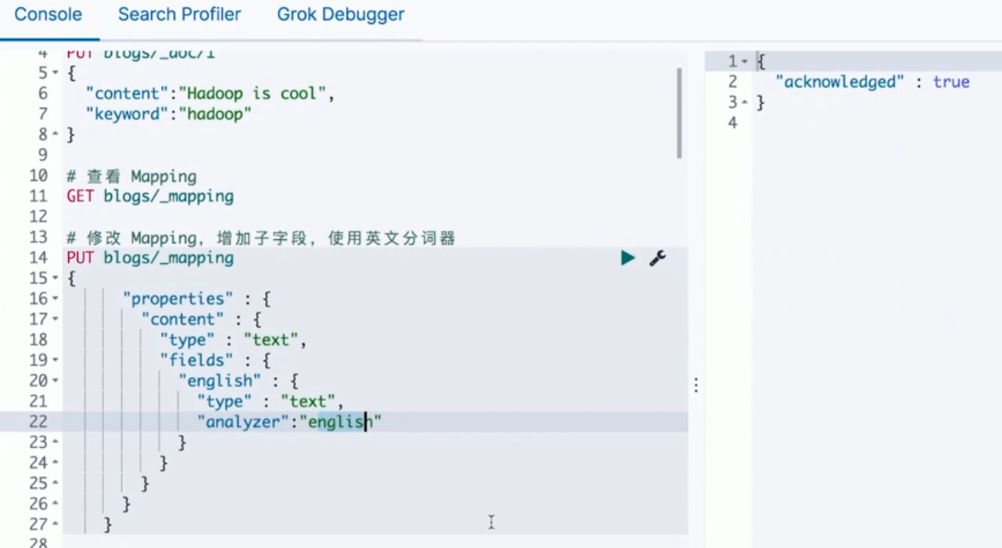 Console Search Profiler Grok Debugger
4 PUT blogs/_doc/1
5 {
6 "content":"Hadoop is cool",
7 "keyword":"hadoop"
8 }
9
10 # 查看 Mapping
11 GET blogs/_mapping
12
13 # 修改 Mapping, 增加子字段, 使用英文分词器
14 PUT blogs/_mapping
15 {
16 "properties" : {
17 "content" : {
18 "type" : "text",
19 "fields" : {
20 "english" : {
21 "type" : "text",
22 "analyzer":"english"
23 }
24 }
25 }
26 }
27 }
28
1 {
2 "acknowledged" : true
3 }
4